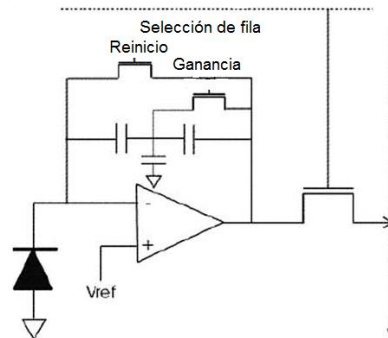 Selección de fila
Reinicio
Ganancia
-
+
Vref